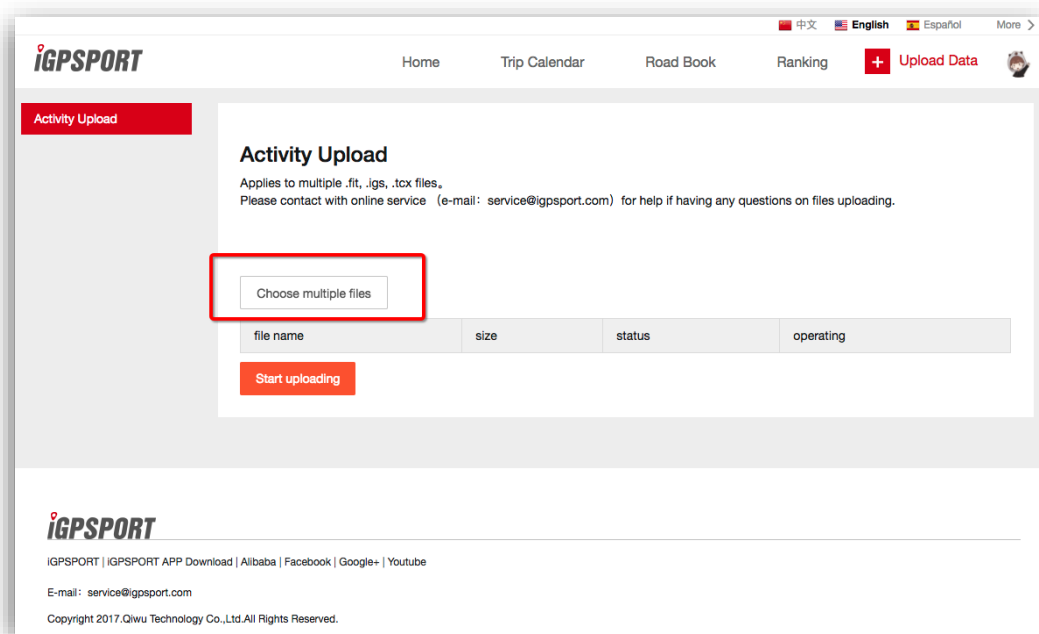 中文 English Español More >
iGPSPORT Home Trip Calendar Road Book Ranking + Upload Data
Activity Upload
Activity Upload
Applies to multiple .fit, .igs, .tcx files。
Please contact with online service （e-mail：service@igpsport.com）for help if having any questions on files uploading.
Choose multiple files
file name size status operating
Start uploading
iGPSPORT
iGPSPORT | iGPSPORT APP Download | Alibaba | Facebook | Google+ | Youtube
E-mail：service@igpsport.com
Copyright 2017.Qiwu Technology Co.,Ltd.All Rights Reserved.